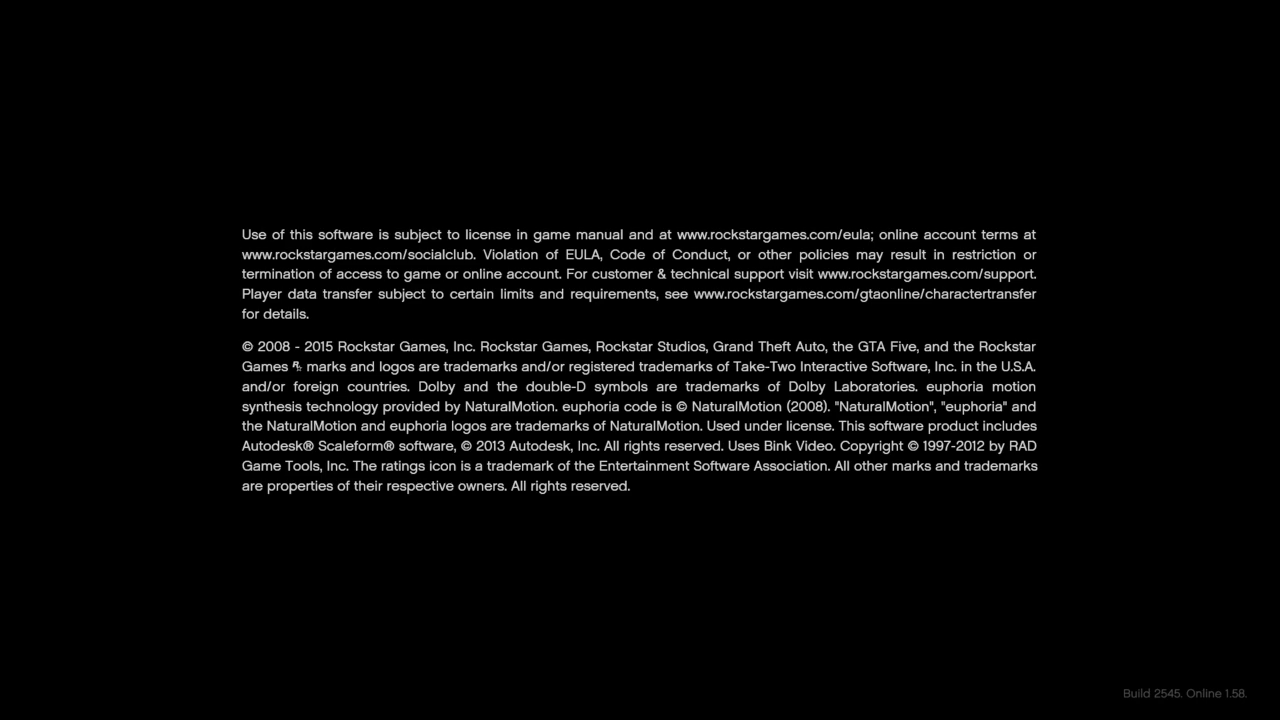 Use of this software is subject to license in game manual and at www.rockstargames.com/eula; online account terms at
www.rockstargames.com/socialclub. Violation of EULA, Code of Conduct, or other policies may result in restriction or
termination of access to game or online account. For customer & technical support visit www.rockstargames.com/support.
Player data transfer subject to certain limits and requirements, see www.rockstargames.com/gtaonline/charactertransfer
for details.
© 2008 - 2015 Rockstar Games, Inc. Rockstar Games, Rockstar Studios, Grand Theft Auto, the GTA Five, and the Rockstar
Games R* marks and logos are trademarks and/or registered trademarks of Take-Two Interactive Software, Inc. in the U.S.A.
and/or foreign countries. Dolby and the double-D symbols are trademarks of Dolby Laboratories. euphoria motion
synthesis technology provided by NaturalMotion. euphoria code is © NaturalMotion (2008). "NaturalMotion", "euphoria" and
the NaturalMotion and euphoria logos are trademarks of NaturalMotion. Used under license. This software product includes
Autodesk® Scaleform® software, © 2013 Autodesk, Inc. All rights reserved. Uses Bink Video. Copyright © 1997-2012 by RAD
Game Tools, Inc. The ratings icon is a trademark of the Entertainment Software Association. All other marks and trademarks
are properties of their respective owners. All rights reserved.
Build 2545. Online 1.58.